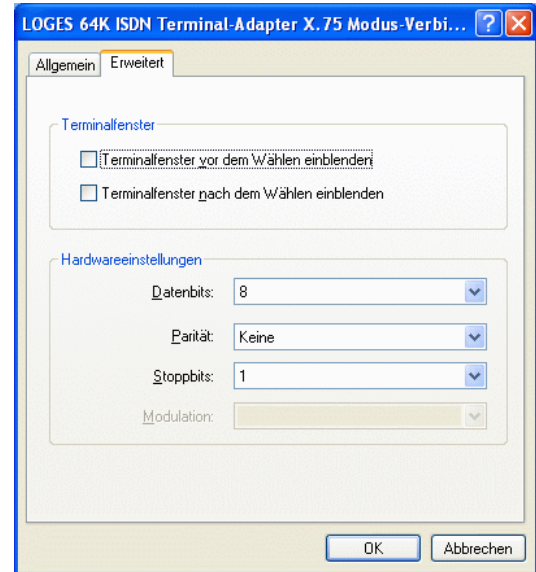 LOGES 64K ISDN Terminal-Adapter X.75 Modus-Verbi...
Allgemein Erweitert
Terminalfenster
Terminalfenster vor dem Wählen einblenden
Terminalfenster nach dem Wählen einblenden
Hardwareeinstellungen
Datenbits: 8
Parität: Keine
Stoppbits: 1
Modulation:
OK Abbrechen